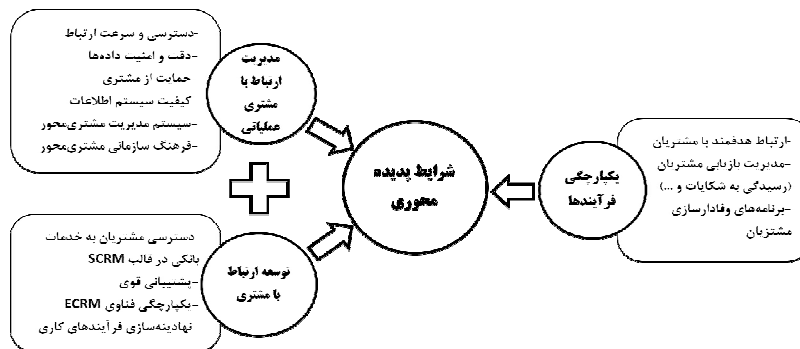 -دسترسی و سرعت ارتباط
-دقت و امنیت داده‌ها
حمایت از مشتری
کیفیت سیستم اطلاعات
-سیستم مدیریت مشتری‌محور
-فرهنگ سازمانی مشتری‌محور
مدیریت
ارتباط با
مشتری
عملیاتی
شرایط پدیده
محوری
یکپارچگی
فرآیندها
-ارتباط هدفمند با مشتریان
-مدیریت بازیابی مشتریان
(رسیدگی به شکایات و ...)
-برنامه‌های وفادارسازی
مشتریان
دسترسی مشتریان به خدمات
بانکی در قالب SCRM
-پشتیبانی قوی
-یکپارچگی فناوی ECRM
نهادینه‌سازی فرآیندهای کاری
توسعه ارتباط
با مشتری